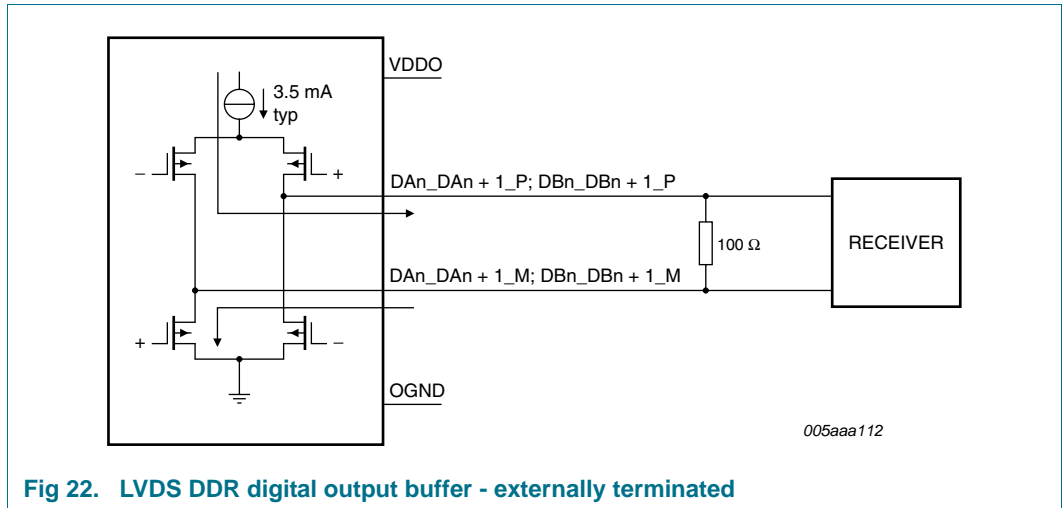 VDDO
3.5 mA
typ
− +
DAn_DAn + 1_P; DBn_DBn + 1_P
100 Ω
RECEIVER
DAn_DAn + 1_M; DBn_DBn + 1_M
+ −
OGND
005aaa112
Fig 22. LVDS DDR digital output buffer - externally terminated